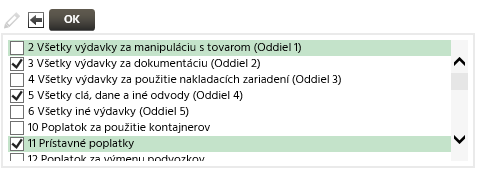 OK
2 Všetky výdavky za manipuláciu s tovarom (Oddiel 1)
3 Všetky výdavky za dokumentáciu (Oddiel 2)
4 Všetky výdavky za použitie nakladacích zariadení (Oddiel 3)
5 Všetky clá, dane a iné odvody (Oddiel 4)
6 Všetky iné výdavky (Oddiel 5)
10 Poplatok za použitie kontajnerov
11 Prístavné poplatky
12 Poplatok za výmenu podvozkov